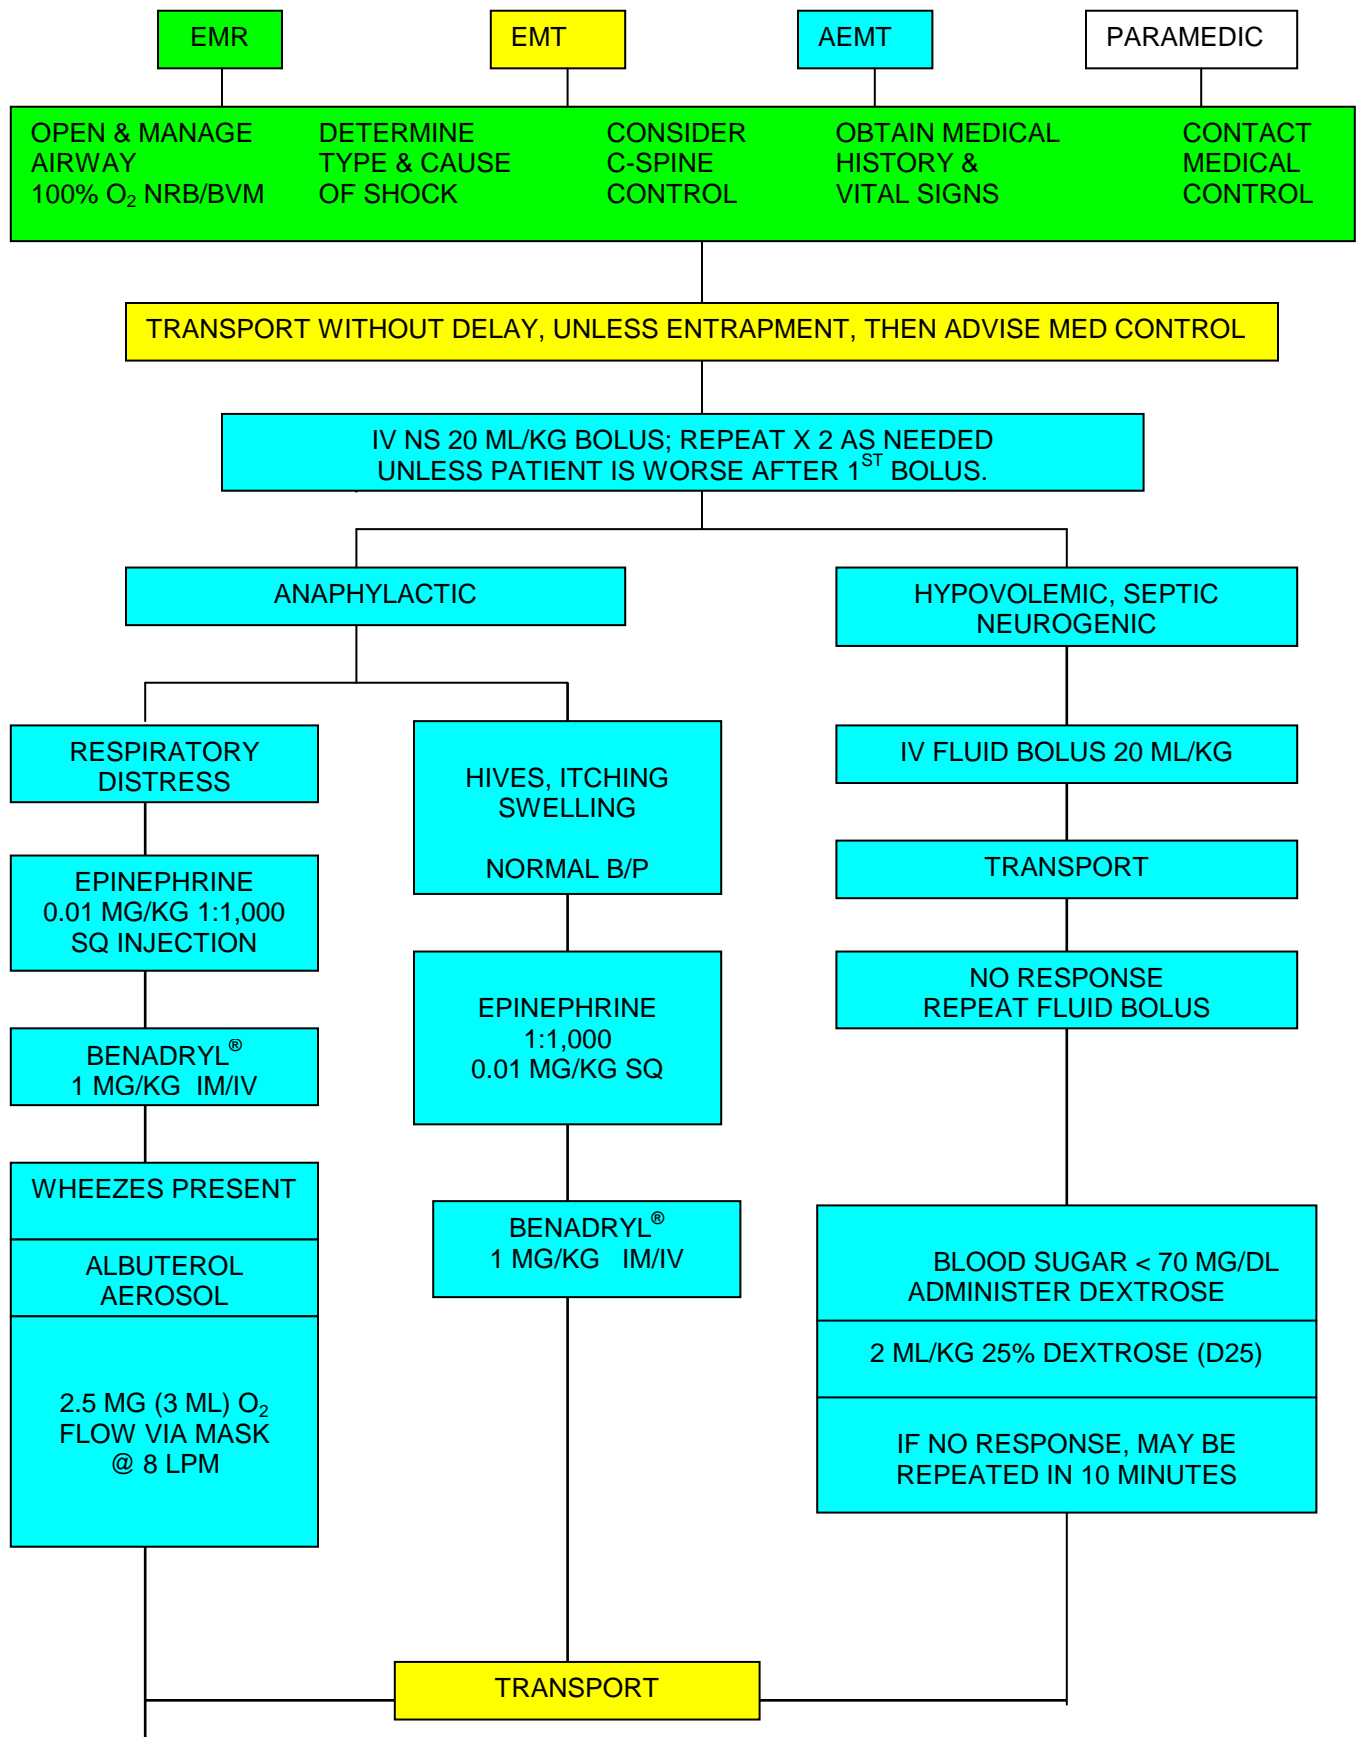 EMR
EMT
AEMT
PARAMEDIC
OPEN & MANAGE
AIRWAY
100% O₂ NRB/BVM
DETERMINE
TYPE & CAUSE
OF SHOCK
CONSIDER
C-SPINE
CONTROL
OBTAIN MEDICAL
HISTORY &
VITAL SIGNS
CONTACT
MEDICAL
CONTROL
TRANSPORT WITHOUT DELAY, UNLESS ENTRAPMENT, THEN ADVISE MED CONTROL
IV NS 20 ML/KG BOLUS; REPEAT X 2 AS NEEDED
UNLESS PATIENT IS WORSE AFTER 1ST BOLUS.
ANAPHYLACTIC
HYPOVOLEMIC, SEPTIC
NEUROGENIC
RESPIRATORY
DISTRESS
EPINEPHRINE
0.01 MG/KG 1:1,000
SQ INJECTION
BENADRYL®
1 MG/KG IM/IV
WHEEZES PRESENT
ALBUTEROL
AEROSOL
2.5 MG (3 ML) O₂
FLOW VIA MASK
@ 8 LPM
HIVES, ITCHING
SWELLING
NORMAL B/P
EPINEPHRINE
1:1,000
0.01 MG/KG SQ
BENADRYL®
1 MG/KG IM/IV
IV FLUID BOLUS 20 ML/KG
TRANSPORT
NO RESPONSE
REPEAT FLUID BOLUS
BLOOD SUGAR < 70 MG/DL
ADMINISTER DEXTROSE
2 ML/KG 25% DEXTROSE (D25)
IF NO RESPONSE, MAY BE
REPEATED IN 10 MINUTES
TRANSPORT